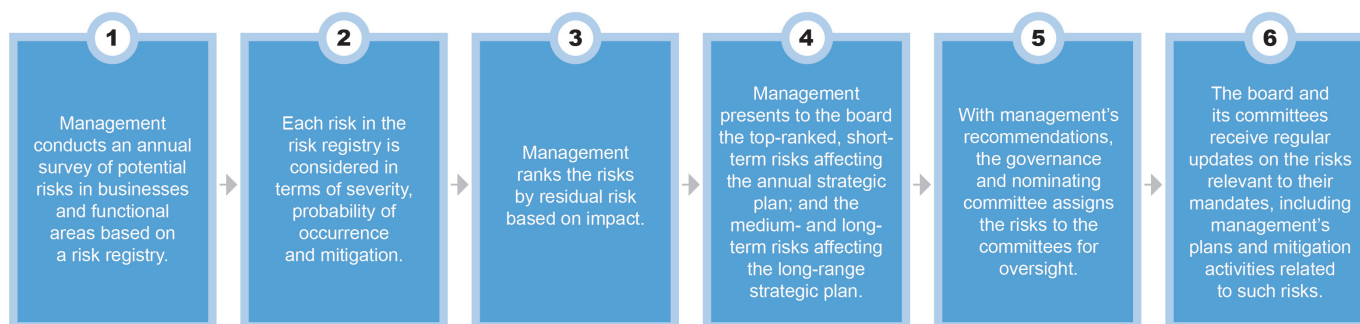 1
Management
conducts an annual
survey of potential
risks in businesses
and functional
areas based on
a risk registry.
2
Each risk in the
risk registry is
considered in
terms of severity,
probability of
occurrence
and mitigation.
3
Management
ranks the risks
by residual risk
based on impact.
4
Management
presents to the board
the top-ranked, short-
term risks affecting
the annual strategic
plan; and the
medium- and long-
term risks affecting
the long-range
strategic plan.
5
With management’s
recommendations,
the governance
and nominating
committee assigns
the risks to the
committees for
oversight.
6
The board and
its committees
receive regular
updates on the risks
relevant to their
mandates, including
management’s
plans and mitigation
activities related
to such risks.